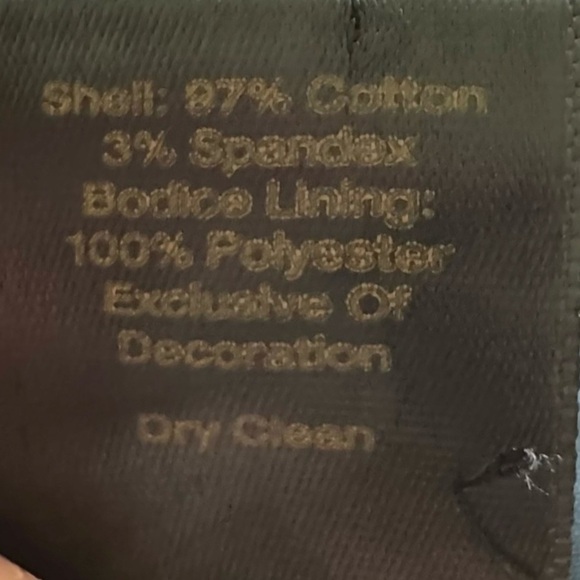 Shell: 97% Cotton
3% Spandex
Bodice Lining:
100% Polyester
Exclusive Of
Decoration
Dry Clean